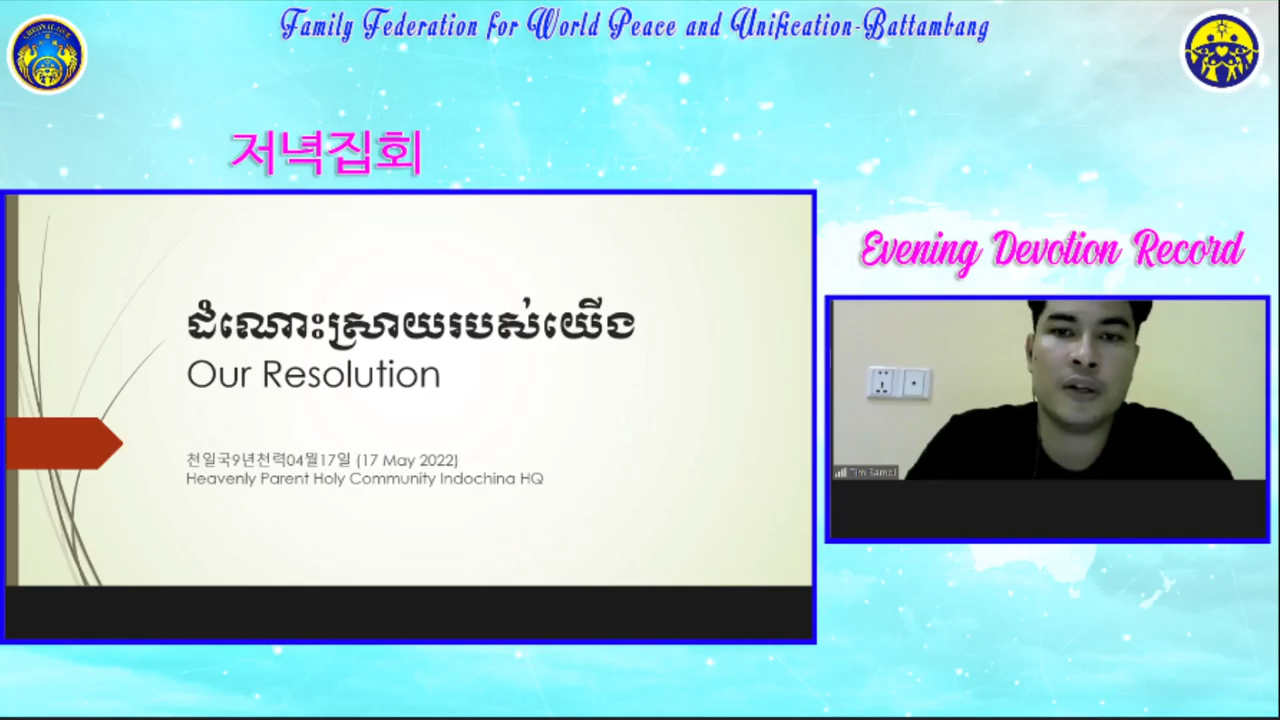 Family Federation for World Peace and Unification-Battambang
저녁집회
Evening Devotion Record
ដំណោះស្រាយរបស់យើង
Our Resolution
천일국9년천력04월17일 (17 May 2022)
Heavenly Parent Holy Community Indochina HQ
Tim Samol